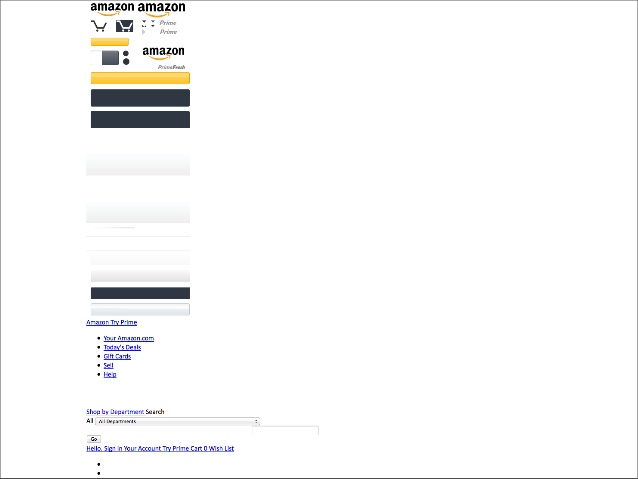 amazon amazon
Prime
Prime
amazon
PrimeFresh
Amazon Try Prime
Your Amazon.com
Today's Deals
Gift Cards
Sell
Help
Shop by Department Search
All All Departments
Go
Hello. Sign in Your Account Try Prime Cart 0 Wish List